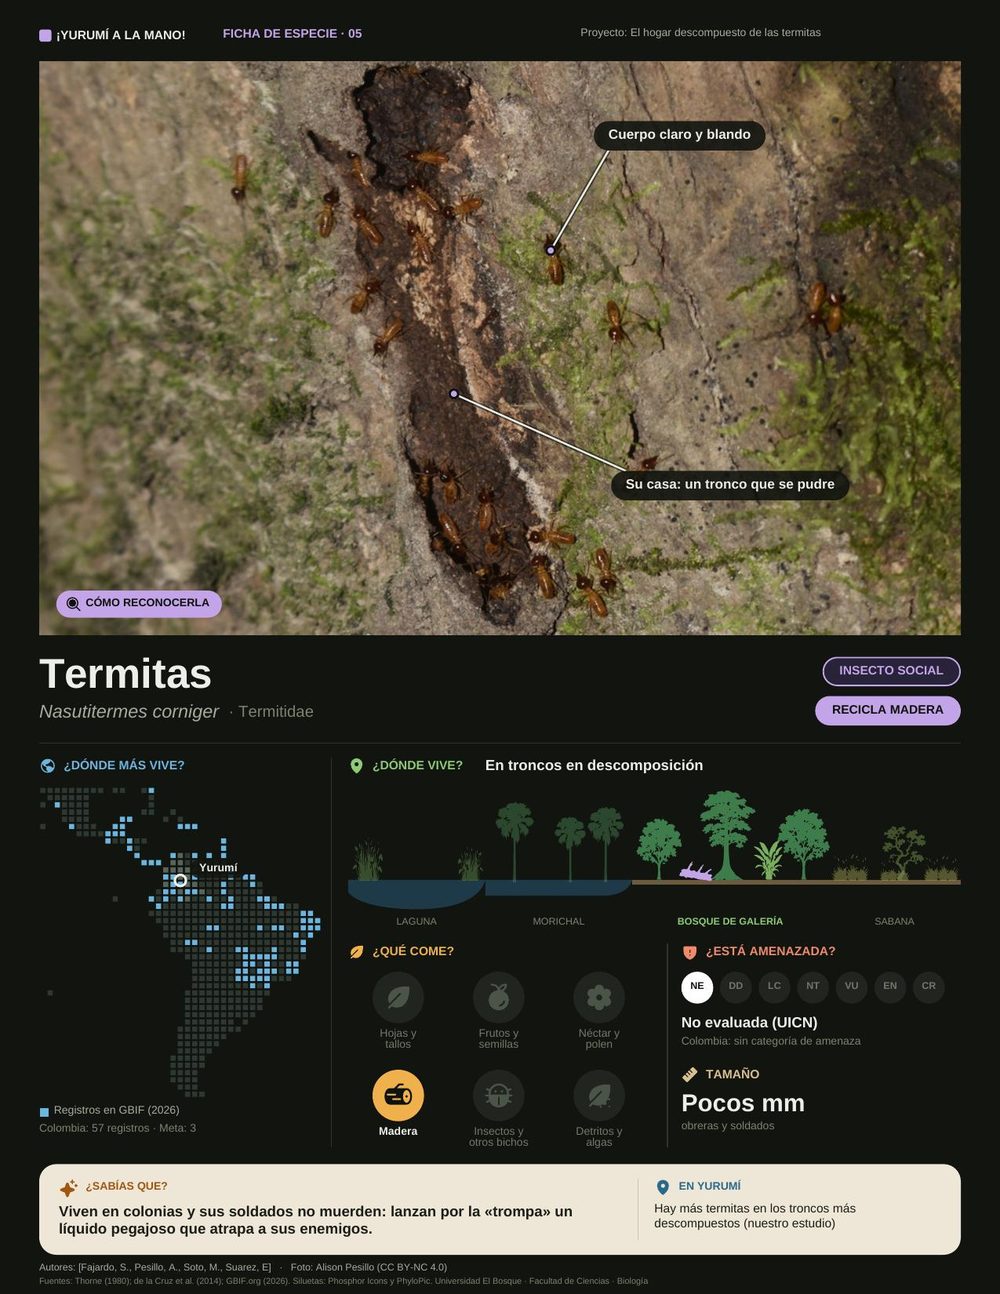 ¡YURUMÍ A LA MANO!
FICHA DE ESPECIE · 05
Proyecto: El hogar descompuesto de las termitas
Cuerpo claro y blando
Su casa: un tronco que se pudre
CÓMO RECONOCERLA
Termitas
Nasutitermes corniger · Termitidae
INSECTO SOCIAL
RECICLA MADERA
¿DÓNDE MÁS VIVE?
Yurumí
Registros en GBIF (2026)
Colombia: 57 registros · Meta: 3
¿DÓNDE VIVE? En troncos en descomposición
LAGUNA
MORICHAL
BOSQUE DE GALERÍA
SABANA
¿QUÉ COME?
Hojas y
tallos
Frutos y
semillas
Néctar y
polen
Madera
Insectos y
otros bichos
Detritos y
algas
¿ESTÁ AMENAZADA?
NE DD LC NT VU EN CR
No evaluada (UICN)
Colombia: sin categoría de amenaza
TAMAÑO
Pocos mm
obreras y soldados
¿SABÍAS QUE?
Viven en colonias y sus soldados no muerden: lanzan por la «trompa» un
líquido pegajoso que atrapa a sus enemigos.
EN YURUMÍ
Hay más termitas en los troncos más
descompuestos (nuestro estudio)
Autores: [Fajardo, S., Pesillo, A., Soto, M., Suarez, E] · Foto: Alison Pesillo (CC BY-NC 4.0)
Fuentes: Thorne (1980); de la Cruz et al. (2014); GBIF.org (2026). Siluetas: Phosphor Icons y PhyloPic. Universidad El Bosque · Facultad de Ciencias · Biología